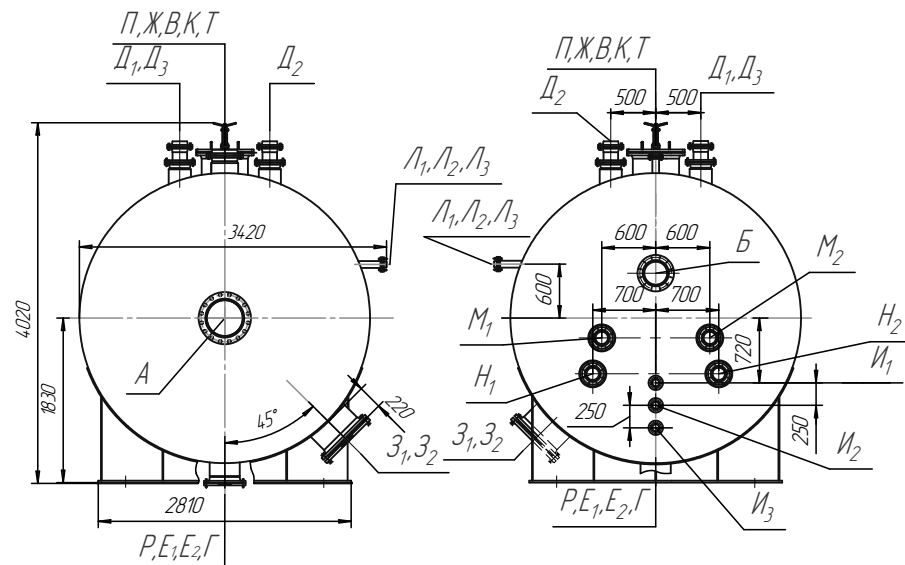 П,Ж,В,К,Т
Д₁,Д₃
Д₂
Л₁,Л₂,Л₃
3420
4020
1830
А
45°
220
З₁,З₂
2810
Р,Е₁,Е₂,Г
П,Ж,В,К,Т
Д₁,Д₃
500
500
Д₂
Л₁,Л₂,Л₃
600
600
Б
М₂
600
700
700
М₁
Н₂
720
И₁
Н₁
250
250
З₁,З₂
И₂
Р,Е₁,Е₂,Г
И₃